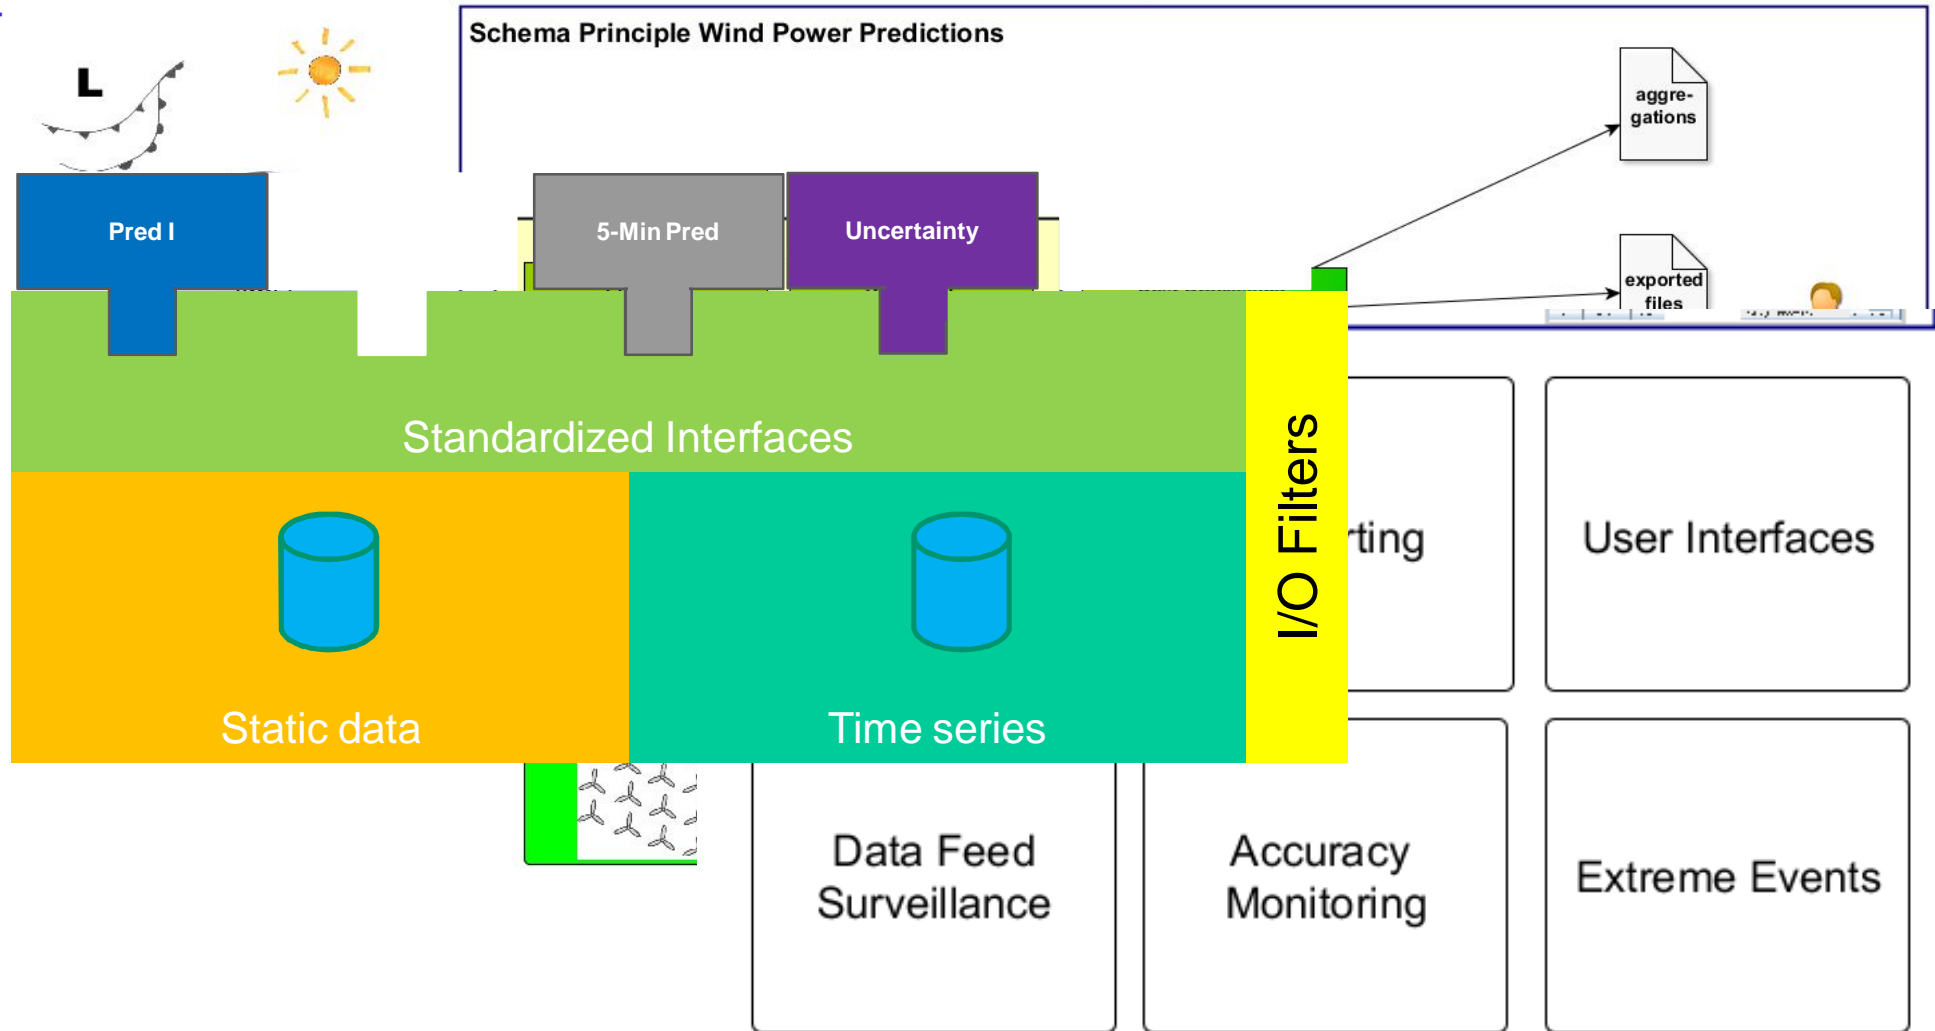 Schema Principle Wind Power Predictions
L
aggre-
gations
Pred I
5-Min Pred
Uncertainty
exported
files
Standardized Interfaces
I/O Filters
rting
User Interfaces
Static data
Time series
Data Feed
Surveillance
Accuracy
Monitoring
Extreme Events